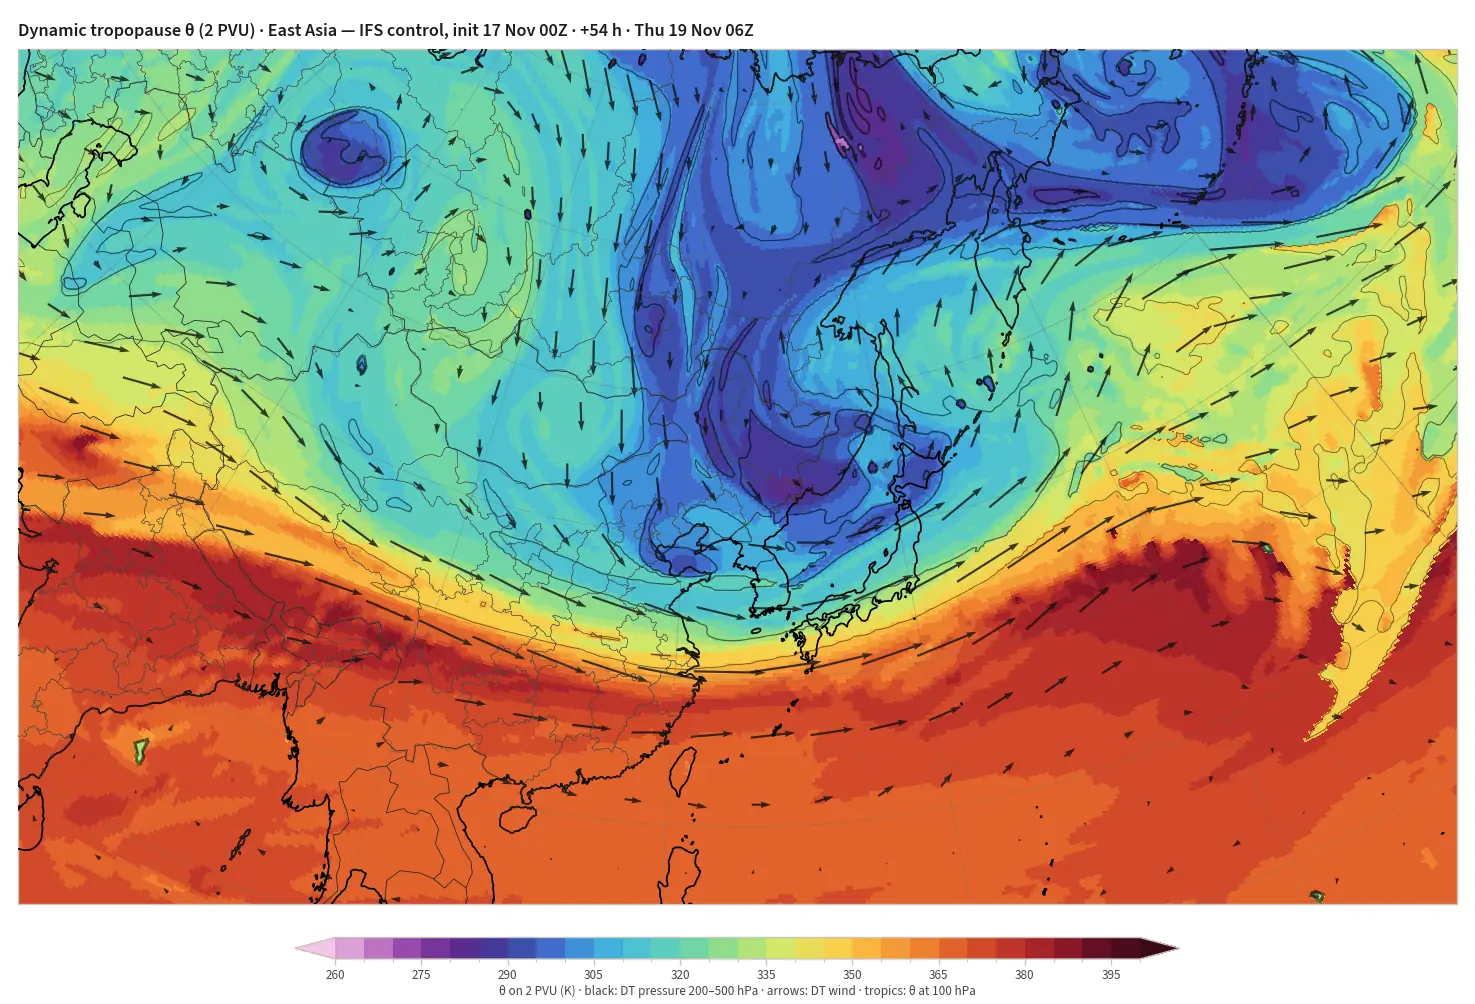 Dynamic tropopause θ (2 PVU) · East Asia — IFS control, init 17 Nov 00Z · +54 h · Thu 19 Nov 06Z
260 275 290 305 320 335 350 365 380 395
θ on 2 PVU (K) · black: DT pressure 200–500 hPa · arrows: DT wind · tropics: θ at 100 hPa